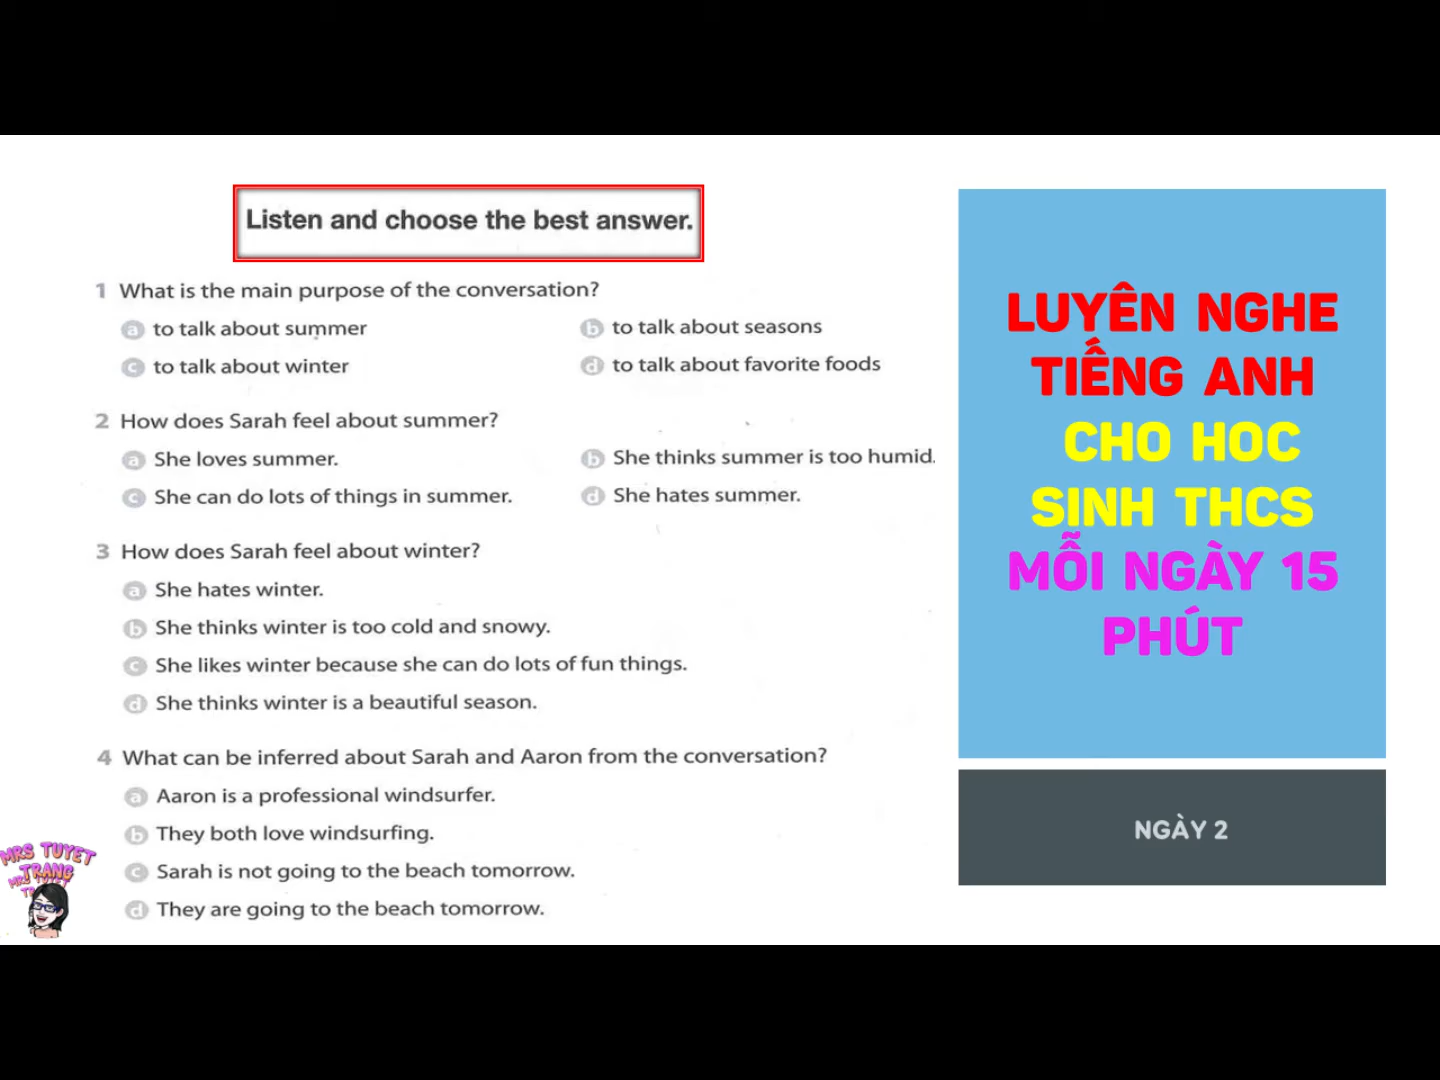 Listen and choose the best answer.
1 What is the main purpose of the conversation?
a to talk about summer
b to talk about seasons
c to talk about winter
d to talk about favorite foods
2 How does Sarah feel about summer?
a She loves summer.
b She thinks summer is too humid.
c She can do lots of things in summer.
d She hates summer.
3 How does Sarah feel about winter?
a She hates winter.
b She thinks winter is too cold and snowy.
c She likes winter because she can do lots of fun things.
d She thinks winter is a beautiful season.
4 What can be inferred about Sarah and Aaron from the conversation?
a Aaron is a professional windsurfer.
b They both love windsurfing.
c Sarah is not going to the beach tomorrow.
d They are going to the beach tomorrow.
LUYÊN NGHE
TIẾNG ANH
CHO HOC
SINH THCS
MỖI NGÀY 15
PHÚT
NGÀY 2
MRS TUYET
TRANG
MRS TUYET